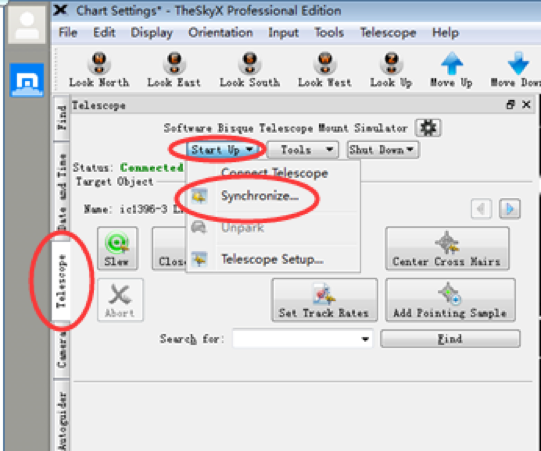 Chart Settings* - TheSkyX Professional Edition
File Edit Display Orientation Input Tools Telescope Help
Look North Look East Look South Look West Look Up Move Up Move Down
Telescope
Software Bisque Telescope Mount Simulator
Start Up Tools Shut Down
Status: Connected
Connect Telescope
Target Object
Synchronize...
Name: ic1396-3
Unpark
Slew Center Cross Hairs
Telescope Setup...
Abort Set Track Rates Add Pointing Sample
Search for: Find
Find
Date and Time
Telescope
Camera
Autoguider